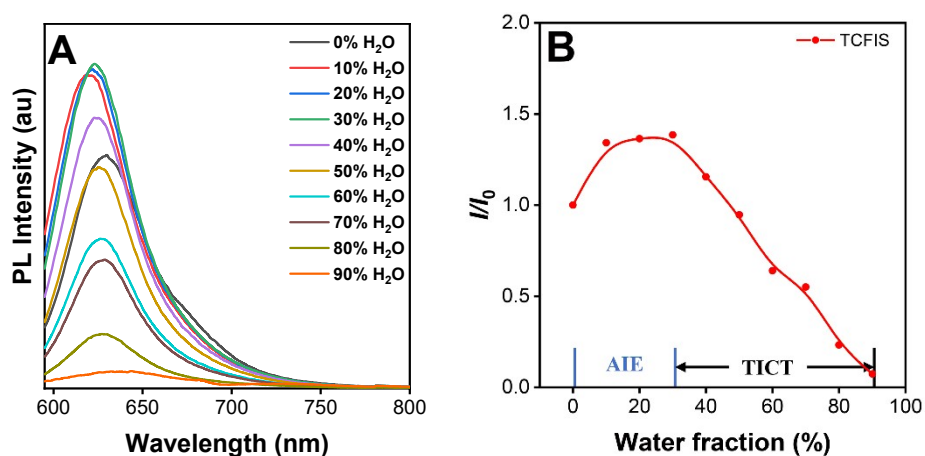 A
PL Intensity (au)
0% H₂O
10% H₂O
20% H₂O
30% H₂O
40% H₂O
50% H₂O
60% H₂O
70% H₂O
80% H₂O
90% H₂O
600 650 700 750 800
Wavelength (nm)
B
I/I₀
2.0
1.5
1.0
0.5
0.0
TCFIS
AIE
TICT
0 20 40 60 80 100
Water fraction (%)